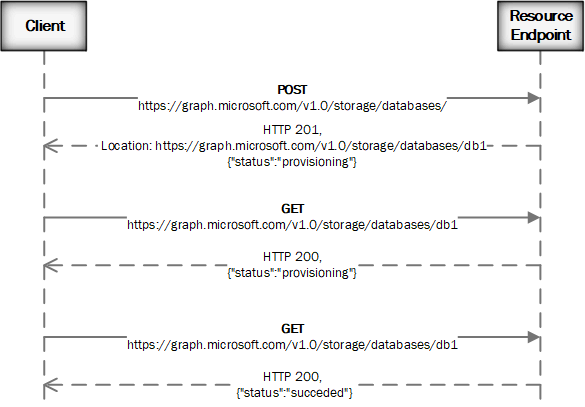 Client
Resource
Endpoint
POST
https://graph.microsoft.com/v1.0/storage/databases/
HTTP 201,
Location: https://graph.microsoft.com/v1.0/storage/databases/db1
{"status":"provisioning"}
GET
https://graph.microsoft.com/v1.0/storage/databases/db1
HTTP 200,
{"status":"provisioning"}
GET
https://graph.microsoft.com/v1.0/storage/databases/db1
HTTP 200,
{"status":"succeded"}